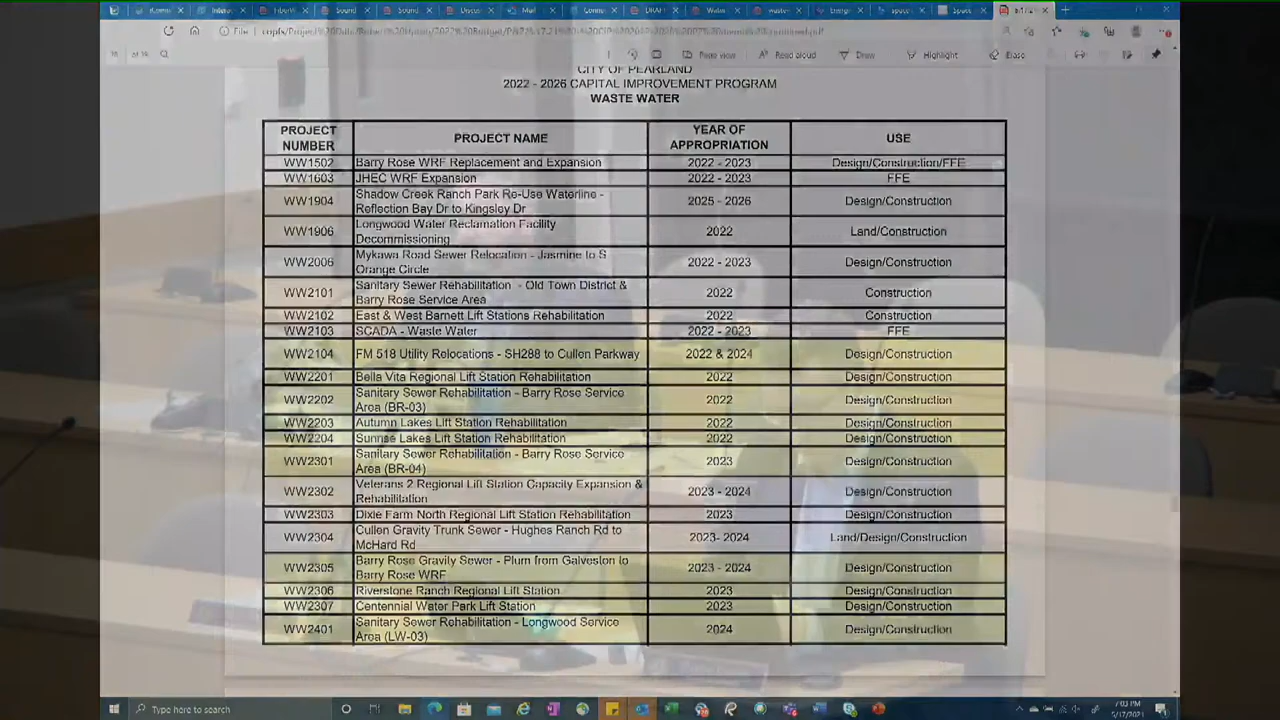 File
Page view
Read aloud
Draw
Highlight
Erase
CITY OF PEARLAND
2022 - 2026 CAPITAL IMPROVEMENT PROGRAM
WASTE WATER
PROJECT NUMBER PROJECT NAME YEAR OF APPROPRIATION USE
WW1502 Barry Rose WRF Replacement and Expansion 2022 - 2023 Design/Construction/FFE
WW1603 JHEC WRF Expansion 2022 - 2023 FFE
WW1904 Shadow Creek Ranch Park Re-Use Waterline - Reflection Bay Dr to Kingsley Dr 2025 - 2026 Design/Construction
WW1906 Longwood Water Reclamation Facility Decommissioning 2022 Land/Construction
WW2006 Mykawa Road Sewer Relocation - Jasmine to S Orange Circle 2022 - 2023 Design/Construction
WW2101 Sanitary Sewer Rehabilitation - Old Town District & Barry Rose Service Area 2022 Construction
WW2102 East & West Barnett Lift Stations Rehabilitation 2022 Construction
WW2103 SCADA - Waste Water 2022 - 2023 FFE
WW2104 FM 518 Utility Relocations - SH288 to Cullen Parkway 2022 & 2024 Design/Construction
WW2201 Bella Vita Regional Lift Station Rehabilitation 2022 Design/Construction
WW2202 Sanitary Sewer Rehabilitation - Barry Rose Service Area (BR-03) 2022 Design/Construction
WW2203 Autumn Lakes Lift Station Rehabilitation 2022 Design/Construction
WW2204 Sunrise Lakes Lift Station Rehabilitation 2022 Design/Construction
WW2301 Sanitary Sewer Rehabilitation - Barry Rose Service Area (BR-04) 2023 Design/Construction
WW2302 Veterans 2 Regional Lift Station Capacity Expansion & Rehabilitation 2023 - 2024 Design/Construction
WW2303 Dixie Farm North Regional Lift Station Rehabilitation 2023 Design/Construction
WW2304 Cullen Gravity Trunk Sewer - Hughes Ranch Rd to McHard Rd 2023- 2024 Land/Design/Construction
WW2305 Barry Rose Gravity Sewer - Plum from Galveston to Barry Rose WRF 2023 - 2024 Design/Construction
WW2306 Riverstone Ranch Regional Lift Station 2023 Design/Construction
WW2307 Centennial Water Park Lift Station 2023 Design/Construction
WW2401 Sanitary Sewer Rehabilitation - Longwood Service Area (LW-03) 2024 Design/Construction
Type here to search
7:03 PM
5/17/2021